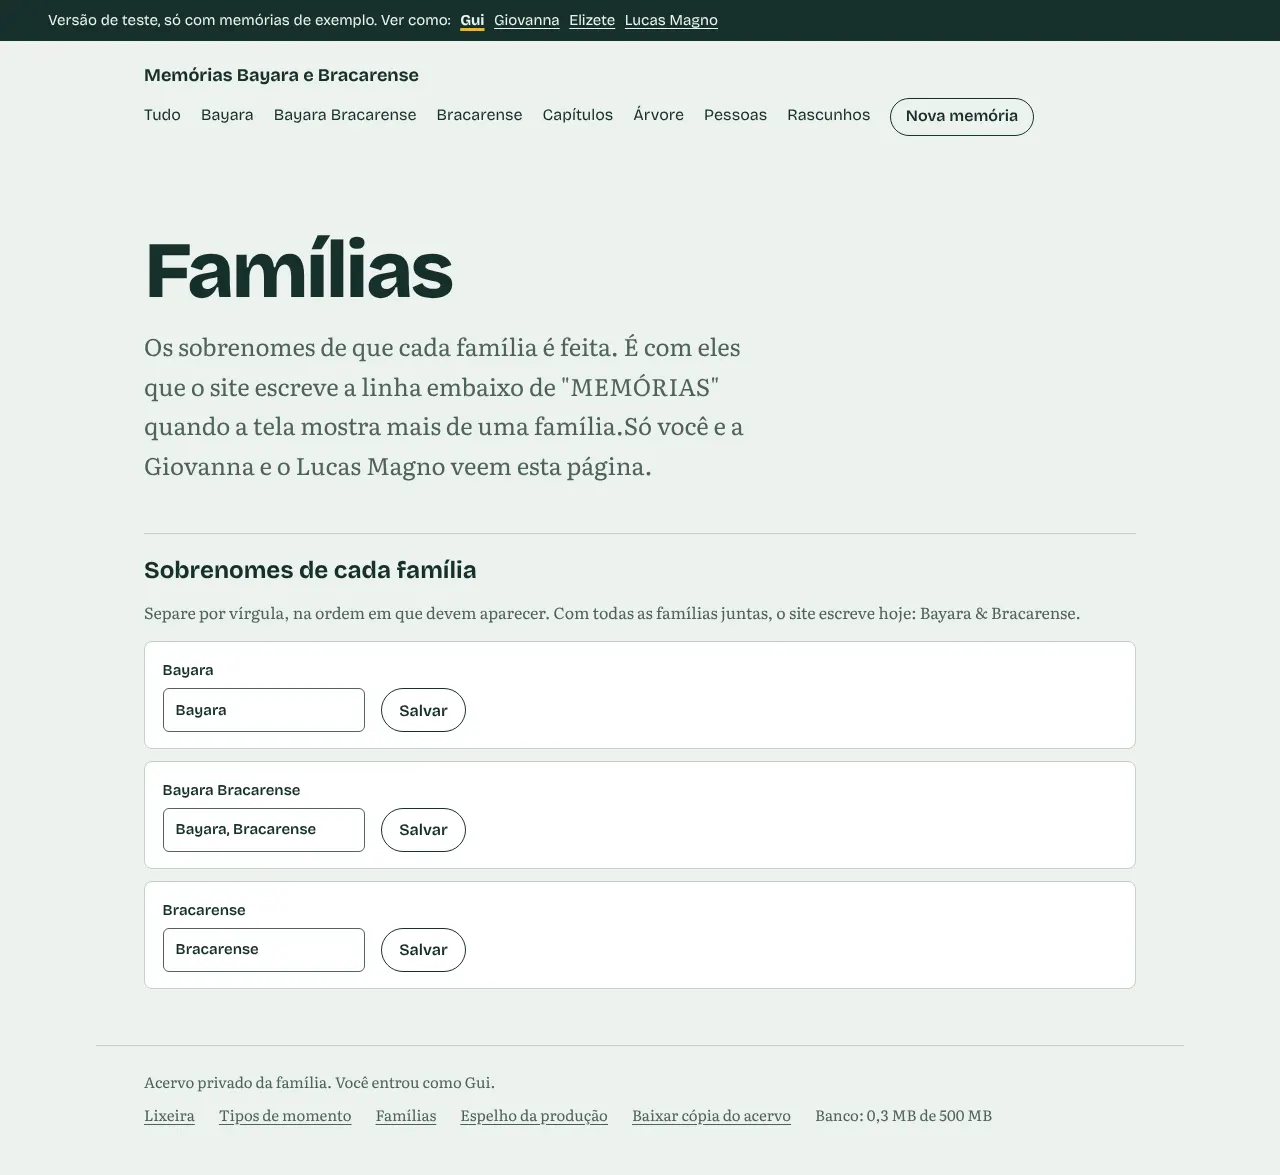 Versão de teste, só com memórias de exemplo. Ver como: Gui Giovanna Elizete Lucas Magno
Memórias Bayara e Bracarense
Tudo Bayara Bayara Bracarense Bracarense Capítulos Árvore Pessoas Rascunhos Nova memória
Famílias
Os sobrenomes de que cada família é feita. É com eles
que o site escreve a linha embaixo de "MEMÓRIAS"
quando a tela mostra mais de uma família.Só você e a
Giovanna e o Lucas Magno veem esta página.
Sobrenomes de cada família
Separe por vírgula, na ordem em que devem aparecer. Com todas as famílias juntas, o site escreve hoje: Bayara & Bracarense.
Bayara
Bayara Salvar
Bayara Bracarense
Bayara, Bracarense Salvar
Bracarense
Bracarense Salvar
Acervo privado da família. Você entrou como Gui.
Lixeira Tipos de momento Famílias Espelho da produção Baixar cópia do acervo Banco: 0,3 MB de 500 MB